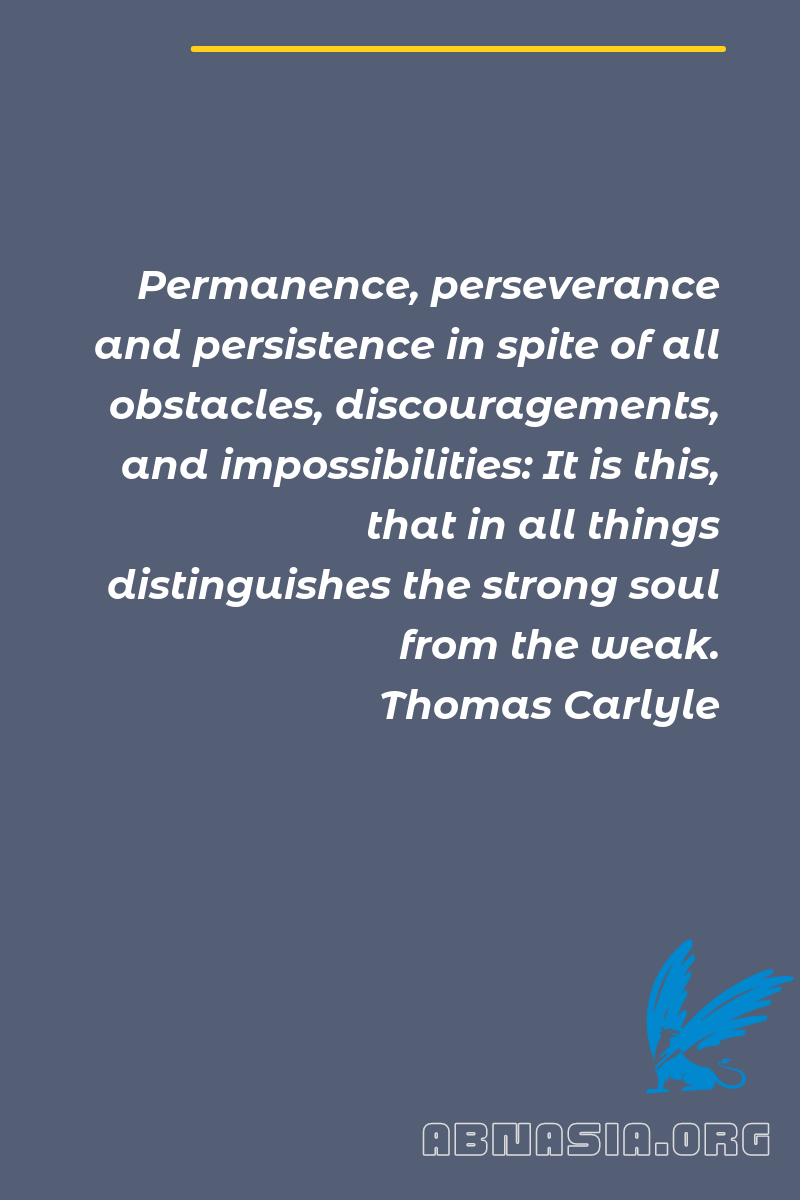 Permanence, perseverance
and persistence in spite of all
obstacles, discouragements,
and impossibilities: It is this,
that in all things
distinguishes the strong soul
from the weak.
Thomas Carlyle
ABNASIA.ORG